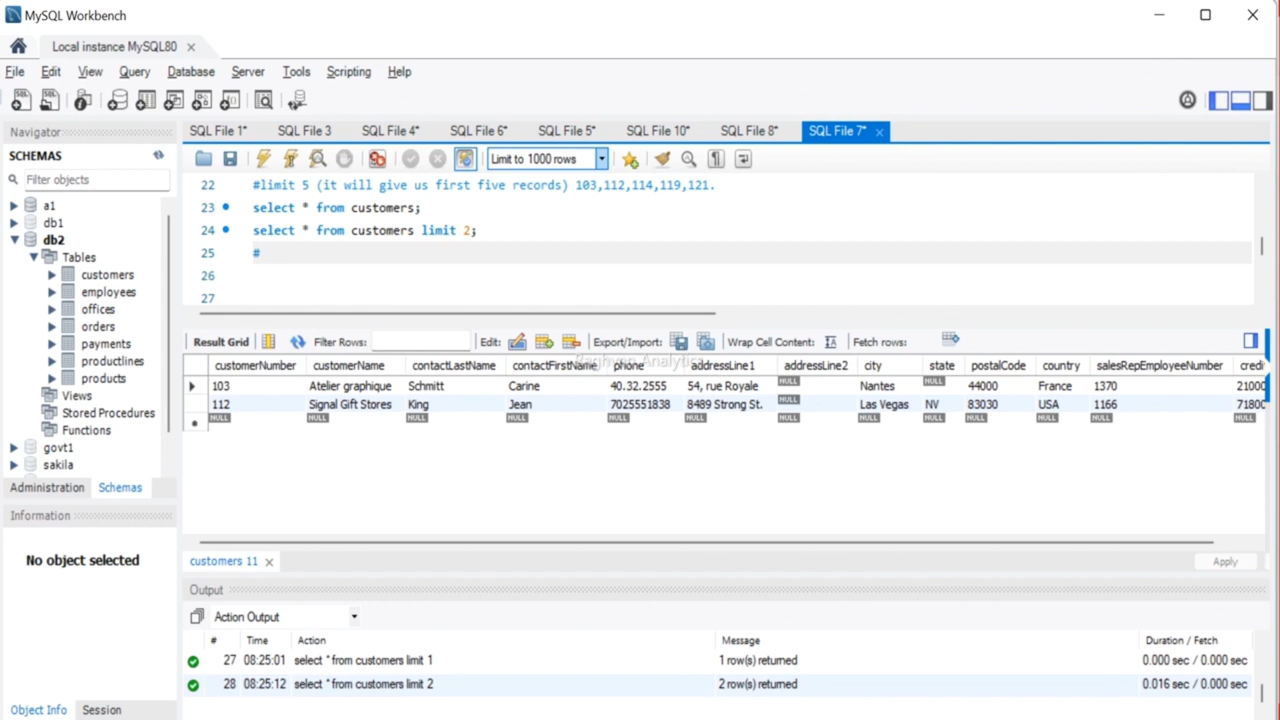 MySQL Workbench
Local instance MySQL80
File Edit View Query Database Server Tools Scripting Help
Navigator
SCHEMAS
Filter objects
a1
db1
db2
Tables
customers
employees
offices
orders
payments
productlines
products
Views
Stored Procedures
Functions
govt1
sakila
Administration Schemas
Information
No object selected
Object Info Session
SQL File 1* SQL File 3 SQL File 4* SQL File 6* SQL File 5* SQL File 10* SQL File 8* SQL File 7*
Limit to 1000 rows
22 #limit 5 (it will give us first five records) 103,112,114,119,121.
23 select * from customers;
24 select * from customers limit 2;
25 #
26
27
Result Grid Filter Rows: Edit: Export/Import: Wrap Cell Content: Fetch rows:
Raghvan Analytics
customerNumber customerName contactLastName contactFirstName phone addressLine1 addressLine2 city state postalCode country salesRepEmployeeNumber credi
103 Atelier graphique Schmitt Carine 40.32.2555 54, rue Royale NULL Nantes NULL 44000 France 1370 21000
112 Signal Gift Stores King Jean 7025551838 8489 Strong St. NULL Las Vegas NV 83030 USA 1166 71800
NULL NULL NULL NULL NULL NULL NULL NULL NULL NULL NULL NULL NULL
customers 11 Apply
Output
Action Output
# Time Action Message Duration / Fetch
27 08:25:01 select * from customers limit 1 1 row(s) returned 0.000 sec / 0.000 sec
28 08:25:12 select * from customers limit 2 2 row(s) returned 0.016 sec / 0.000 sec